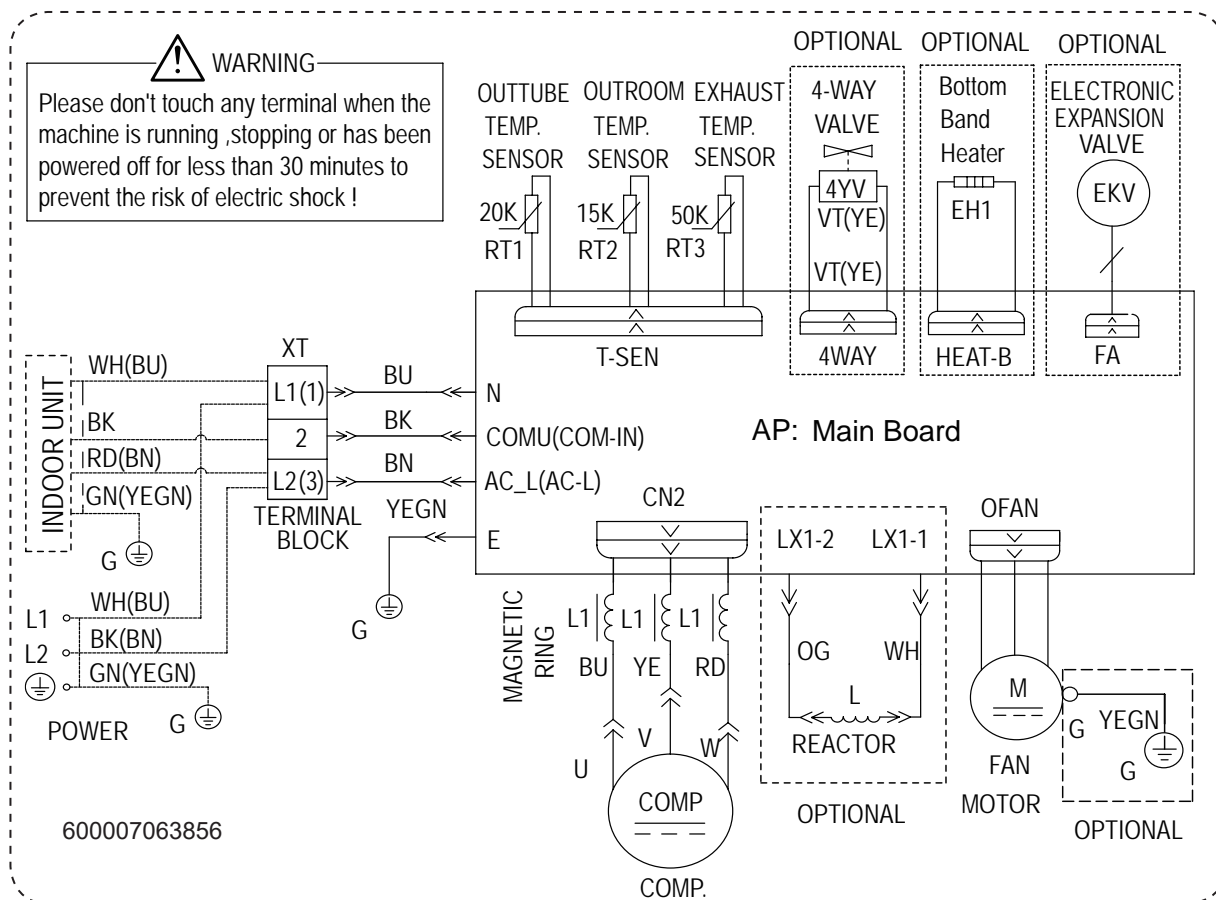 WARNING
Please don't touch any terminal when the
machine is running ,stopping or has been
powered off for less than 30 minutes to
prevent the risk of electric shock !
OUTTUBE
TEMP.
SENSOR
20K
RT1
OUTROOM
TEMP.
SENSOR
15K
RT2
EXHAUST
TEMP.
SENSOR
50K
RT3
T-SEN
OPTIONAL
4-WAY
VALVE
4YV
VT(YE)
VT(YE)
4WAY
OPTIONAL
Bottom
Band
Heater
EH1
HEAT-B
OPTIONAL
ELECTRONIC
EXPANSION
VALVE
EKV
FA
INDOOR UNIT
WH(BU)
BK
RD(BN)
GN(YEGN)
G
XT
L1(1)
2
L2(3)
TERMINAL
BLOCK
BU
BK
BN
YEGN
G
N
COMU(COM-IN)
AC_L(AC-L)
E
AP: Main Board
L1
L2
WH(BU)
BK(BN)
GN(YEGN)
G
POWER
CN2
MAGNETIC
RING
L1
L1
L1
BU
YE
RD
U
V
W
COMP
COMP.
LX1-2
LX1-1
OG
WH
L
REACTOR
OPTIONAL
OFAN
M
FAN
MOTOR
G
YEGN
G
OPTIONAL
600007063856